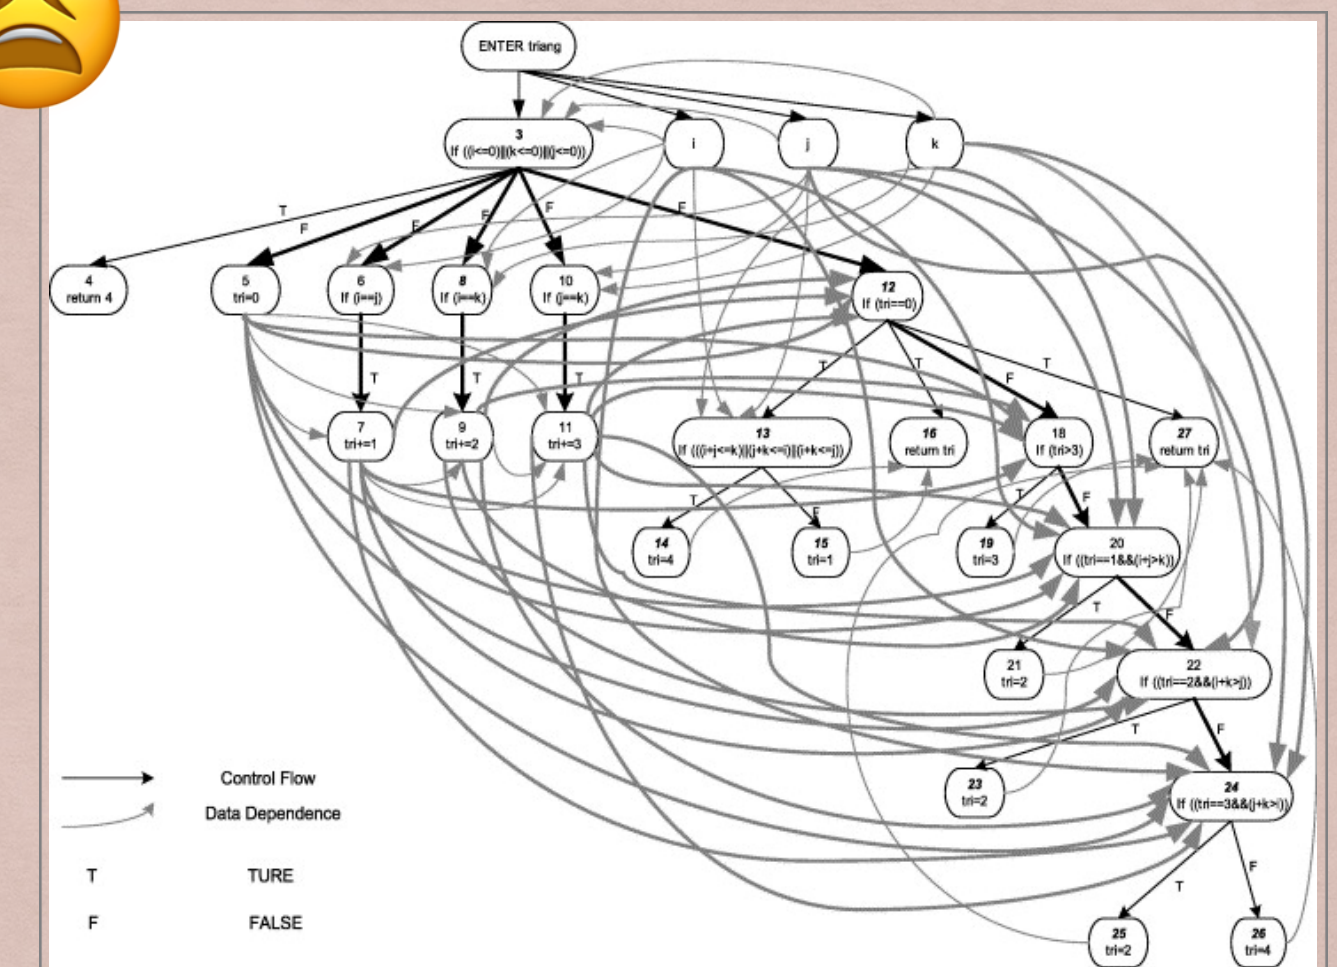 ENTER triang
3
If ((i<=0)||(k<=0)||(j<=0))
i
j
k
T
F
F
F
F
F
4
return 4
5
tri=0
6
If (i==j)
8
If (i==k)
10
If (j==k)
12
If (tri==0)
T
T
T
T
T
F
T
7
tri+=1
9
tri+=2
11
tri+=3
13
If (((i+j<=k)||(j+k<=i)||(i+k<=j))
16
return tri
18
If (tri>3)
27
return tri
T
F
T
F
14
tri=4
15
tri=1
19
tri=3
20
If ((tri==1&&(i+j>k))
T
F
21
tri=2
22
If ((tri==2&&(i+k>j))
T
F
23
tri=2
24
If ((tri==3&&(j+k>i))
T
F
25
tri=2
26
tri=4
Control Flow
Data Dependence
T TURE
F FALSE